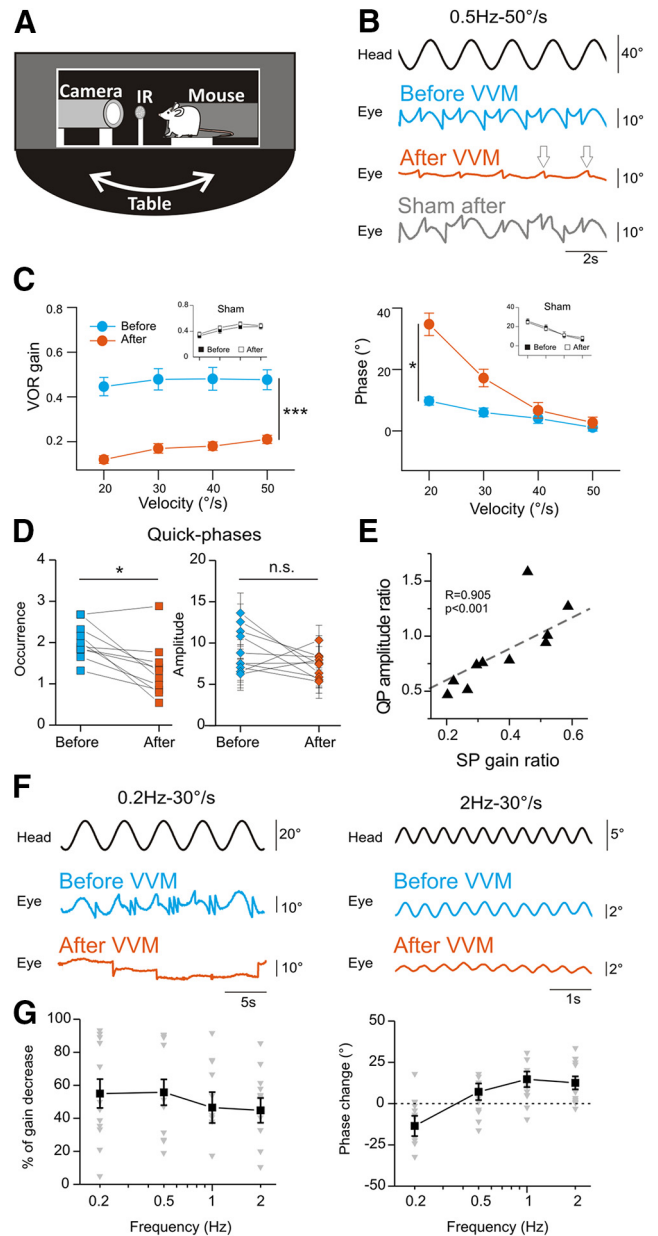 A
Camera
IR
Mouse
Table
B
0.5Hz-50°/s
Head
40°
Before VVM
Eye
10°
After VVM
Eye
10°
Sham after
Eye
10°
2s
C
0.8
0.6
0.4
0.2
VOR gain
Before
After
Sham
0.8
0.4
0
Before
After
20
30
40
50
Velocity (°/s)
40
20
0
Phase (°)
*
Sham
40
20
0
Before
After
20
30
40
50
Velocity (°/s)
***
D
Quick-phases
4
3
2
1
0
Occurrence
*
Before
After
20
15
10
5
0
Amplitude
n.s.
Before
After
E
1.5
1.0
0.5
QP amplitude ratio
R=0.905
p<0.001
0.2
0.4
0.6
SP gain ratio
F
0.2Hz-30°/s
Head
20°
Before VVM
Eye
10°
After VVM
Eye
10°
5s
2Hz-30°/s
Head
5°
Before VVM
Eye
2°
After VVM
Eye
2°
1s
G
100
80
60
40
20
0
% of gain decrease
0.2
0.5
1
2
Frequency (Hz)
50
25
0
-25
-50
Phase change (°)
0.2
0.5
1
2
Frequency (Hz)